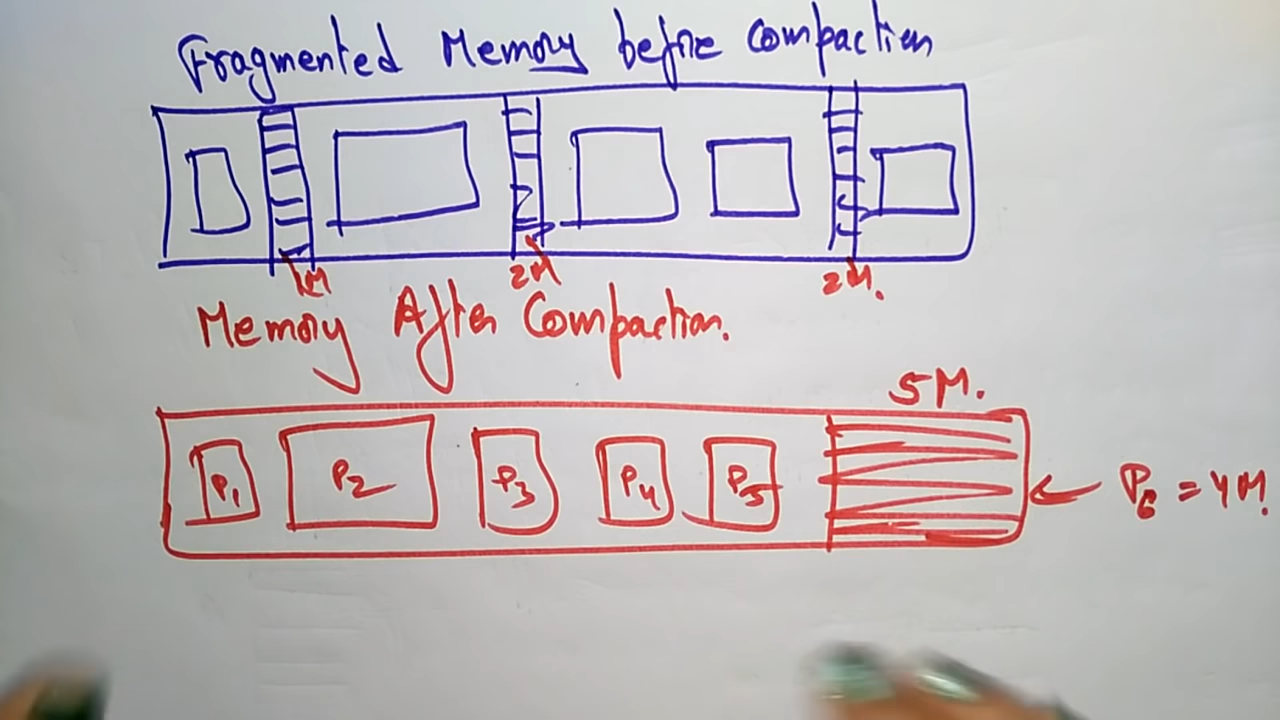 Fragmented Memory before compaction
1M 2M 2M.
Memory After Compaction.
5M.
P1 P2 P3 P4 P5
P6 = 4M.